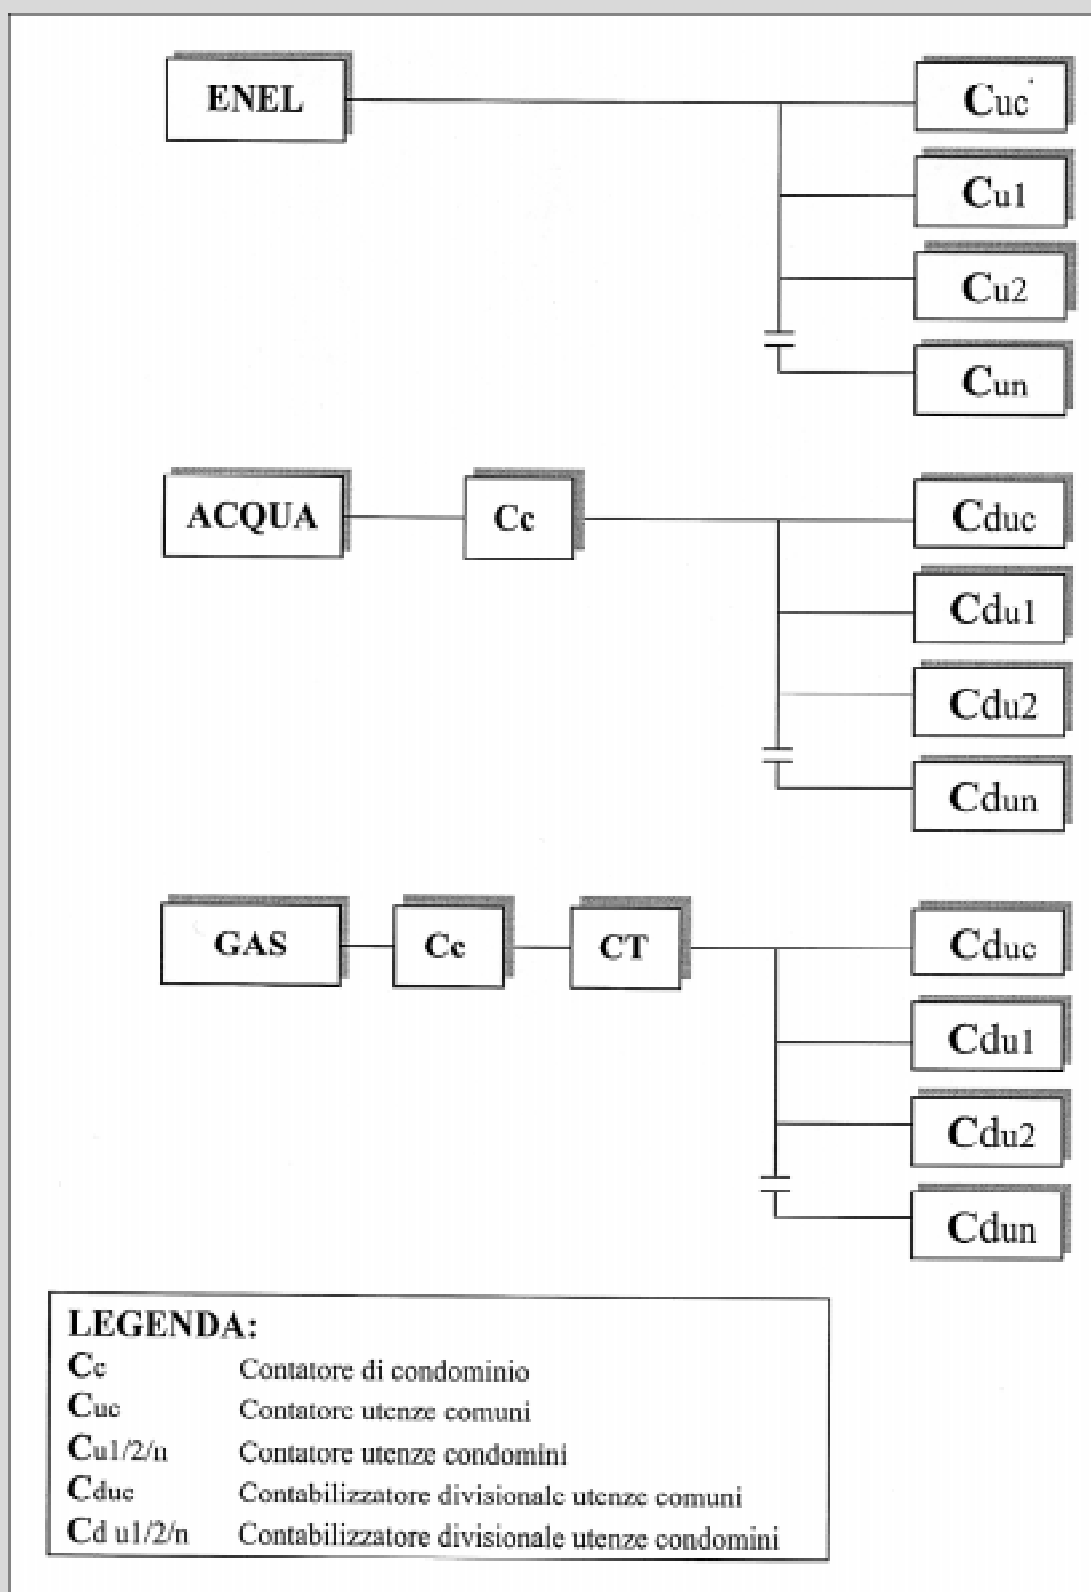 ENEL
Cuc
Cu1
Cu2
Cun
ACQUA
Cc
Cduc
Cdu1
Cdu2
Cdun
GAS
Cc
CT
Cduc
Cdu1
Cdu2
Cdun
LEGENDA:
Cc Contatore di condominio
Cuc Contatore utenze comuni
Cu1/2/n Contatore utenze condomini
Cduc Contabilizzatore divisionale utenze comuni
Cd u1/2/n Contabilizzatore divisionale utenze condomini